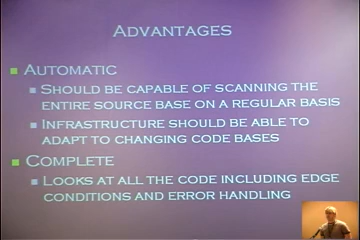 Advantages
Automatic
Should be capable of scanning the
entire source base on a regular basis
Infrastructure should be able to
adapt to changing code bases
Complete
Looks at all the code including edge
conditions and error handling